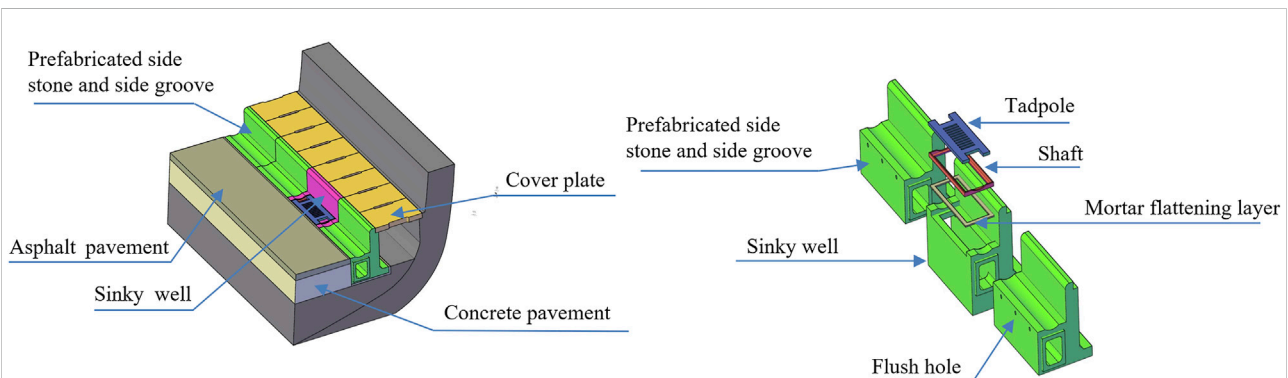 Prefabricated side
stone and side groove
Cover plate
Asphalt pavement
Sinky well
Concrete pavement
Prefabricated side
stone and side groove
Tadpole
Shaft
Mortar flattening layer
Sinky well
Flush hole